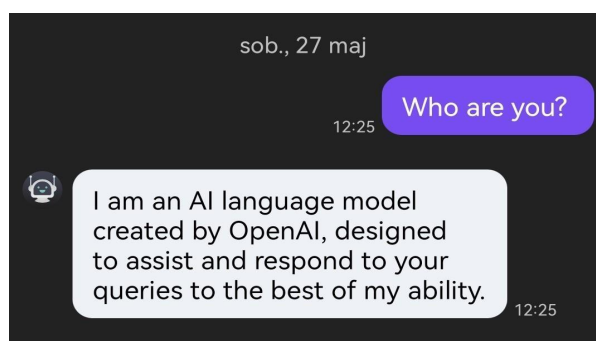 sob., 27 maj
Who are you?
12:25
I am an AI language model
created by OpenAI, designed
to assist and respond to your
queries to the best of my ability.
12:25